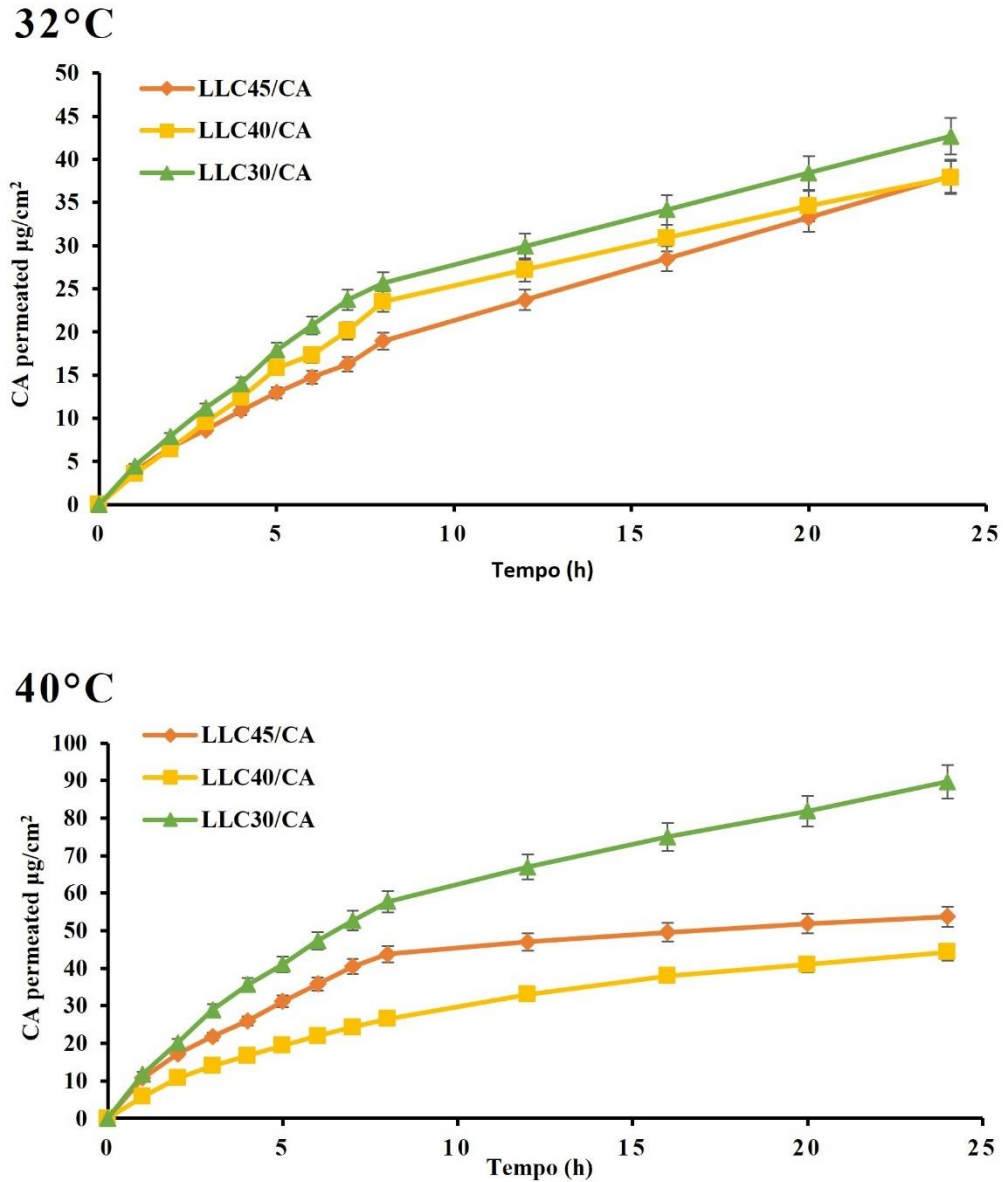 32°C
50
45
40
35
30
25
20
15
10
5
0
CA permeated µg/cm²
LLC45/CA
LLC40/CA
LLC30/CA
0 5 10 15 20 25
Tempo (h)
40°C
100
90
80
70
60
50
40
30
20
10
0
CA permeated µg/cm²
LLC45/CA
LLC40/CA
LLC30/CA
0 5 10 15 20 25
Tempo (h)